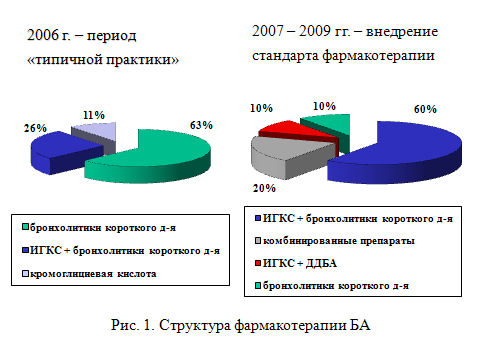 2006 г. – период
«типичной практики»
2007 – 2009 гг. – внедрение
стандарта фармакотерапии
11%
63%
26%
10%
10%
60%
20%
бронхолитики короткого д-я
ИГКС + бронхолитики короткого д-я
кромоглициевая кислота
ИГКС + бронхолитики короткого д-я
комбинированные препараты
ИГКС + ДДБА
бронхолитики короткого д-я
Рис. 1. Структура фармакотерапии БА